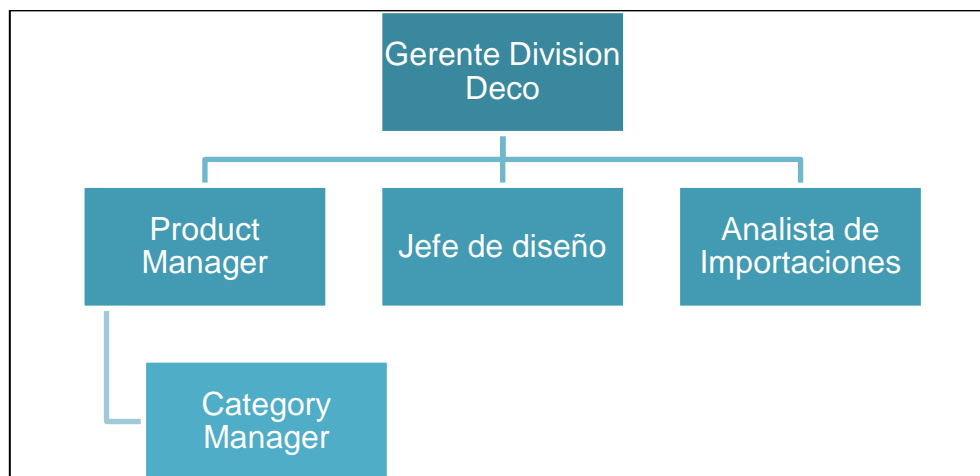 Gerente Division
Deco
Product
Manager
Jefe de diseño
Analista de
Importaciones
Category
Manager